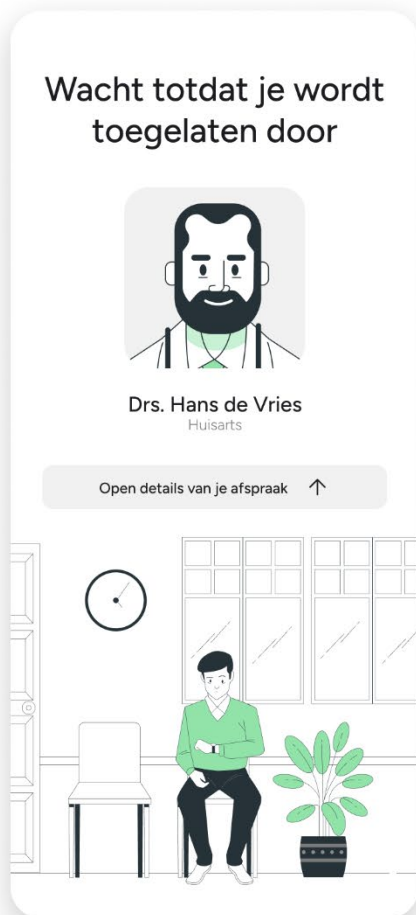 Wacht totdat je wordt
toegelaten door
Drs. Hans de Vries
Huisarts
Open details van je afspraak